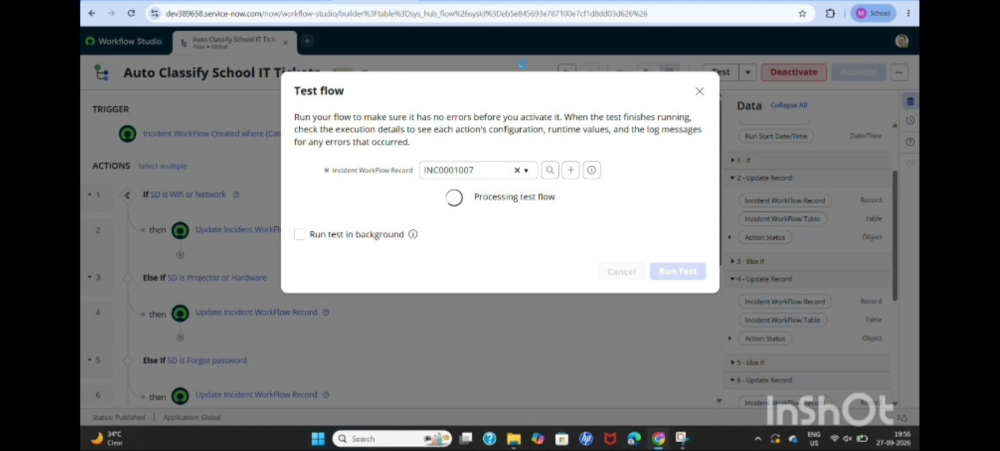 dev389658.service-now.com/now/workflow-studio/builder%3Ftable%3Dsys_hub_flow%26sysId%3Deb5e845693e787100e7cf1d8dd03d626%26
M School
Workflow Studio
Auto Classify School IT Tick
Flow • Global
Auto Classify School IT Tickets
Test
Deactivate
Activate
TRIGGER
Incident WorkFlow Created where (Cat
ACTIONS Select multiple
1 If SD is Wifi or Network
2 then Update Incident WorkFl
3 Else If SD is Projector or Hardware
4 then Update Incident WorkFlow Record
5 Else If SD is Forgot password
6 then Update Incident WorkFlow Record
Test flow
Run your flow to make sure it has no errors before you activate it. When the test finishes running,
check the execution details to see each action's configuration, runtime values, and the log messages
for any errors that occurred.
* Incident WorkFlow Record INC0001007
Processing test flow
Run test in background
Cancel Run Test
Data Collapse All
Run Start Date/Time Date/Time
1 - If
2 - Update Record
Incident WorkFlow Record Record
Incident WorkFlow Table Table
Action Status Object
3 - Else If
4 - Update Record
Incident WorkFlow Record Record
Incident WorkFlow Table Table
Action Status Object
5 - Else If
6 - Update Record
Incident WorkFlow Record Record
InShOt
Status: Published | Application: Global
34°C
Clear
Search
ENG
US
19:56
27-09-2026